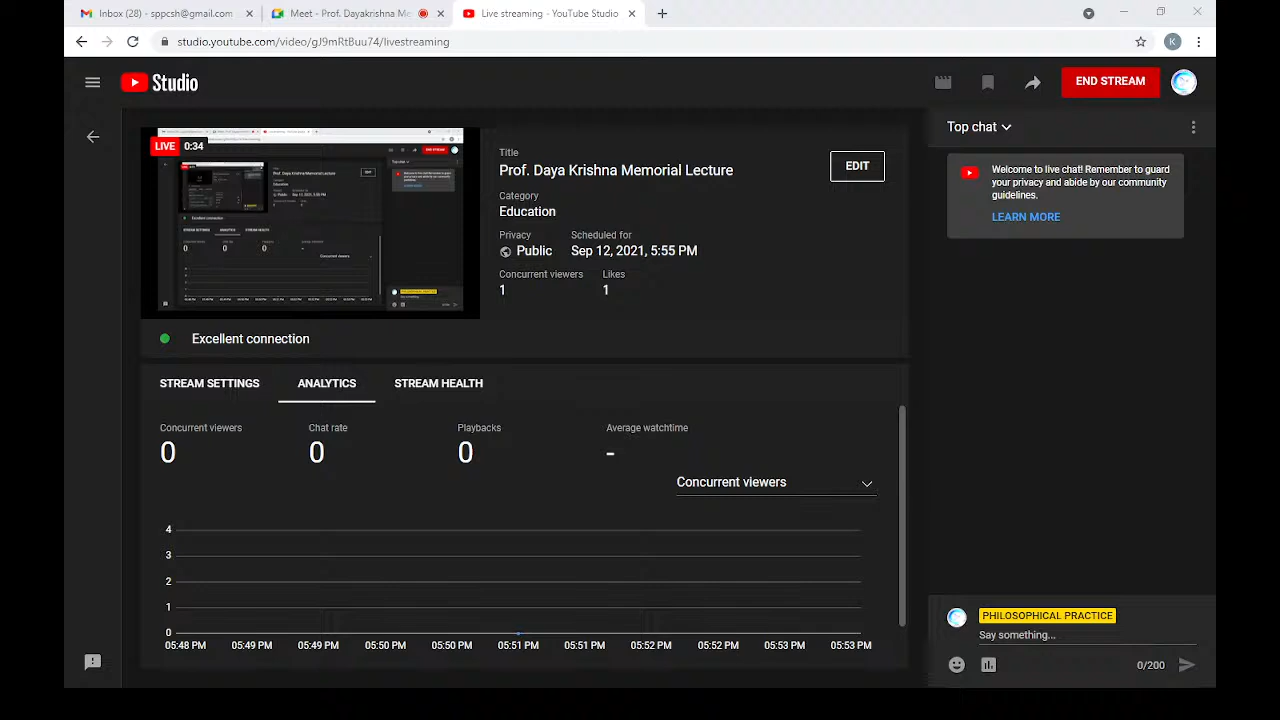 Inbox (28) - sppcsh@gmail.com
Meet - Prof. Dayakrishna Me
Live streaming - YouTube Studio
studio.youtube.com/video/gJ9mRtBuu74/livestreaming
K
Studio
END STREAM
LIVE 0:34
Title
Prof. Daya Krishna Memorial Lecture
EDIT
Category
Education
Privacy
Scheduled for
Public
Sep 12, 2021, 5:55 PM
Concurrent viewers
Likes
1
1
Excellent connection
STREAM SETTINGS
ANALYTICS
STREAM HEALTH
Concurrent viewers
Chat rate
Playbacks
Average watchtime
0
0
0
-
Concurrent viewers
4
3
2
1
0
05:48 PM 05:49 PM 05:49 PM 05:50 PM 05:50 PM 05:51 PM 05:51 PM 05:52 PM 05:52 PM 05:53 PM 05:53 PM
Top chat
Welcome to live chat! Remember to guard
your privacy and abide by our community
guidelines.
LEARN MORE
PHILOSOPHICAL PRACTICE
Say something...
0/200